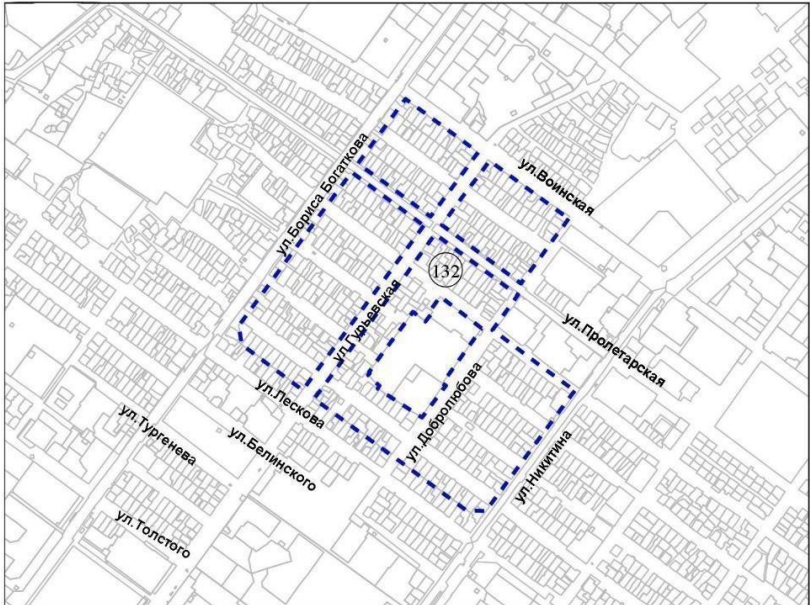 ул.Воинская
ул.Бориса Богаткова
132
ул.Гурьевская
ул.Пролетарская
ул.Лескова
ул.Добролюбова
ул.Тургенева
ул.Белинского
ул.Никитина
ул.Толстого